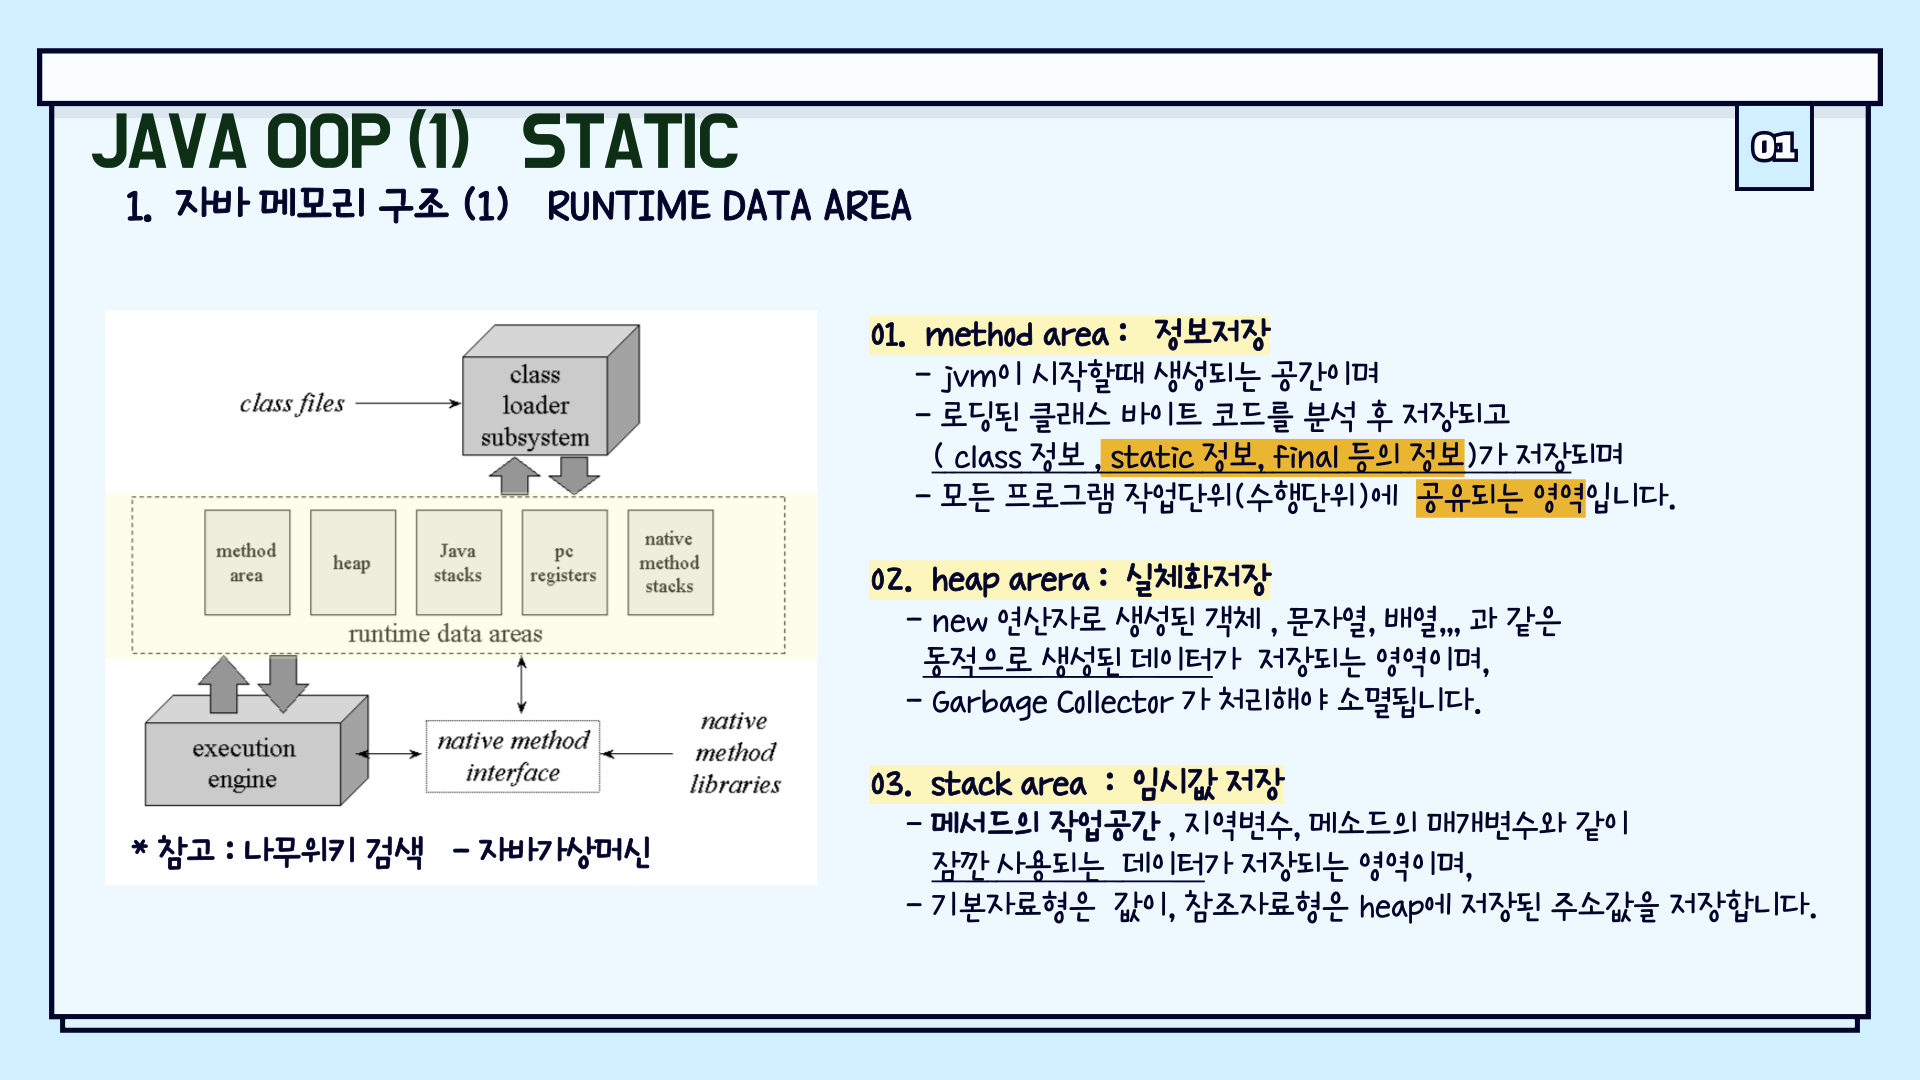 JAVA OOP (1) STATIC
01
1. 자바 메모리 구조 (1) RUNTIME DATA AREA
class files
class
loader
subsystem
method
area
heap
Java
stacks
pc
registers
native
method
stacks
runtime data areas
execution
engine
native method
interface
native
method
libraries
* 참고 : 나무위키 검색 - 자바가상머신
01. method area : 정보저장
- jvm이 시작할때 생성되는 공간이며
- 로딩된 클래스 바이트 코드를 분석 후 저장되고
( class 정보 , static 정보, final 등의 정보)가 저장되며
- 모든 프로그램 작업단위(수행단위)에 공유되는 영역입니다.
02. heap arera : 실체화저장
- new 연산자로 생성된 객체 , 문자열, 배열,,, 과 같은
동적으로 생성된 데이터가 저장되는 영역이며,
- Garbage Collector 가 처리해야 소멸됩니다.
03. stack area : 임시값 저장
- 메서드의 작업공간 , 지역변수, 메소드의 매개변수와 같이
잠깐 사용되는 데이터가 저장되는 영역이며,
- 기본자료형은 값이, 참조자료형은 heap에 저장된 주소값을 저장합니다.